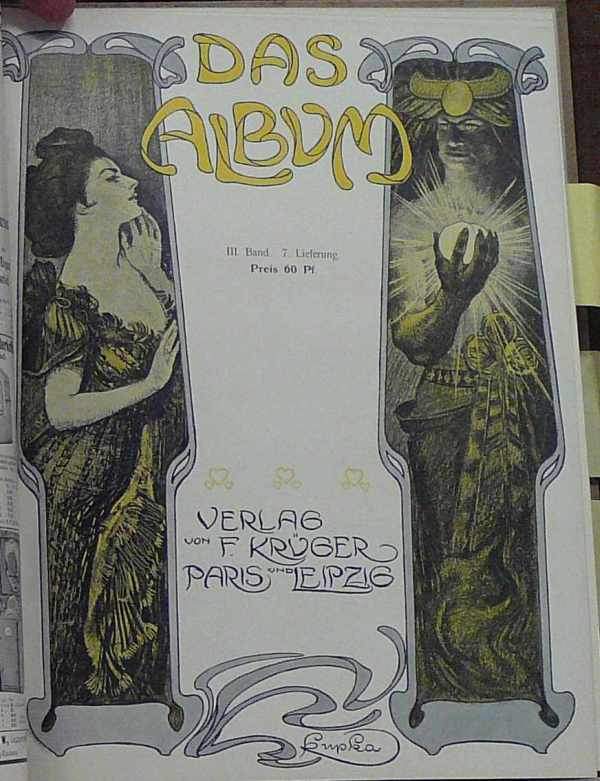 DAS
ALBUM
III. Band. 7. Lieferung
Preis 60 Pf
VERLAG
VON F. KRÜGER
PARIS UND LEIPZIG
Kupka